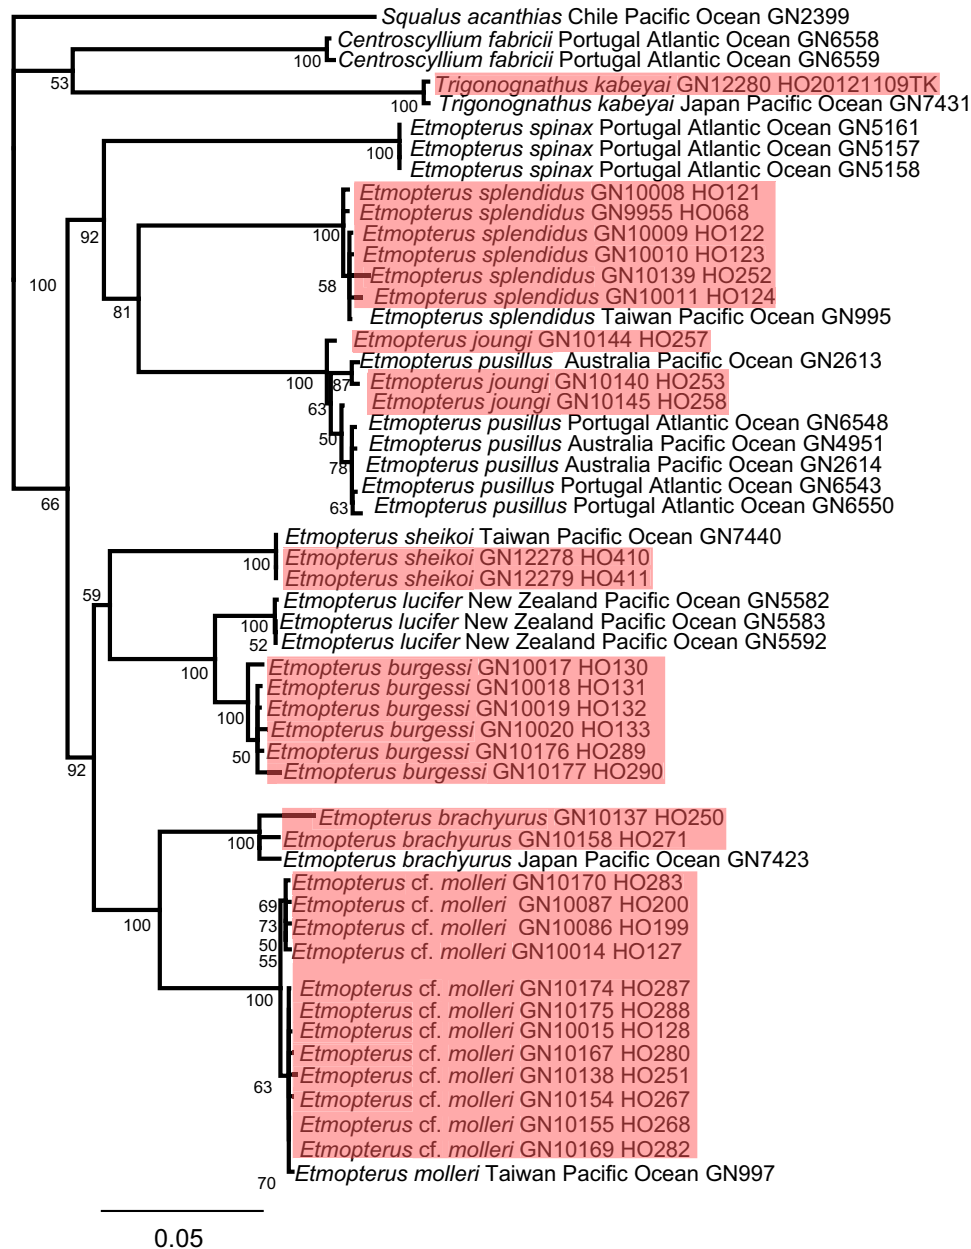 Squalus acanthias Chile Pacific Ocean GN2399
Centroscyllium fabricii Portugal Atlantic Ocean GN6558
100 Centroscyllium fabricii Portugal Atlantic Ocean GN6559
53
Trigonognathus kabeyai GN12280 HO20121109TK
100 Trigonognathus kabeyai Japan Pacific Ocean GN7431
Etmopterus spinax Portugal Atlantic Ocean GN5161
100 Etmopterus spinax Portugal Atlantic Ocean GN5157
Etmopterus spinax Portugal Atlantic Ocean GN5158
Etmopterus splendidus GN10008 HO121
Etmopterus splendidus GN9955 HO068
92
100 Etmopterus splendidus GN10009 HO122
Etmopterus splendidus GN10010 HO123
Etmopterus splendidus GN10139 HO252
100
58
Etmopterus splendidus GN10011 HO124
81
Etmopterus splendidus Taiwan Pacific Ocean GN995
Etmopterus joungi GN10144 HO257
Etmopterus pusillus Australia Pacific Ocean GN2613
100
87
Etmopterus joungi GN10140 HO253
Etmopterus joungi GN10145 HO258
63
Etmopterus pusillus Portugal Atlantic Ocean GN6548
50
Etmopterus pusillus Australia Pacific Ocean GN4951
Etmopterus pusillus Australia Pacific Ocean GN2614
78
Etmopterus pusillus Portugal Atlantic Ocean GN6543
66
63
Etmopterus pusillus Portugal Atlantic Ocean GN6550
Etmopterus sheikoi Taiwan Pacific Ocean GN7440
100 Etmopterus sheikoi GN12278 HO410
Etmopterus sheikoi GN12279 HO411
59
Etmopterus lucifer New Zealand Pacific Ocean GN5582
100 Etmopterus lucifer New Zealand Pacific Ocean GN5583
52 Etmopterus lucifer New Zealand Pacific Ocean GN5592
100
Etmopterus burgessi GN10017 HO130
Etmopterus burgessi GN10018 HO131
100
Etmopterus burgessi GN10019 HO132
Etmopterus burgessi GN10020 HO133
50
Etmopterus burgessi GN10176 HO289
92
Etmopterus burgessi GN10177 HO290
Etmopterus brachyurus GN10137 HO250
100
Etmopterus brachyurus GN10158 HO271
Etmopterus brachyurus Japan Pacific Ocean GN7423
Etmopterus cf. molleri GN10170 HO283
69
Etmopterus cf. molleri GN10087 HO200
100
73
Etmopterus cf. molleri GN10086 HO199
50
Etmopterus cf. molleri GN10014 HO127
55
Etmopterus cf. molleri GN10174 HO287
100
Etmopterus cf. molleri GN10175 HO288
Etmopterus cf. molleri GN10015 HO128
Etmopterus cf. molleri GN10167 HO280
Etmopterus cf. molleri GN10138 HO251
63
Etmopterus cf. molleri GN10154 HO267
Etmopterus cf. molleri GN10155 HO268
Etmopterus cf. molleri GN10169 HO282
Etmopterus molleri Taiwan Pacific Ocean GN997
70
0.05